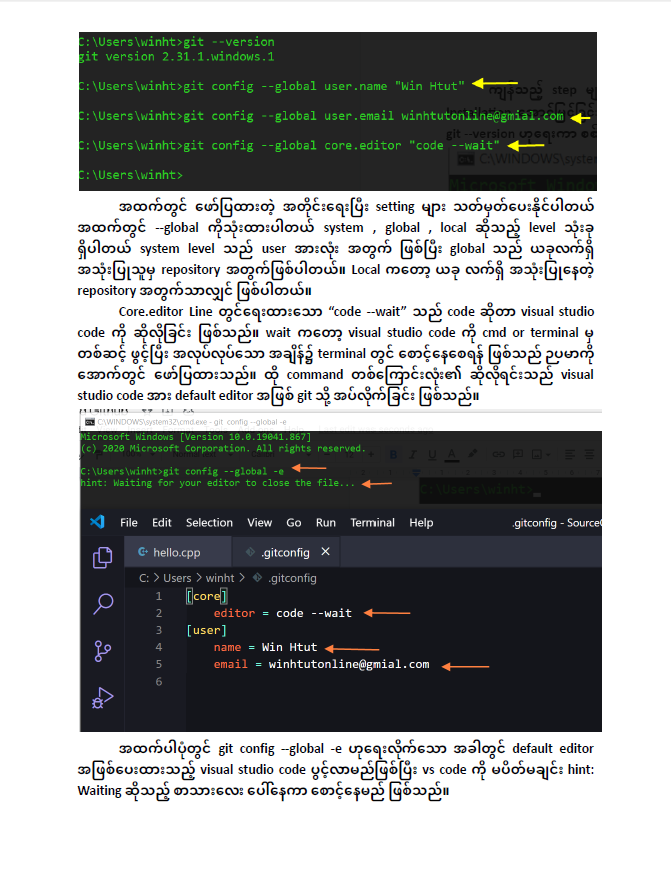 C:\Users\winht>git --version
git version 2.31.1.windows.1
C:\Users\winht>git config --global user.name "Win Htut"
C:\Users\winht>git config --global user.email winhtutonline@gmial.com
C:\Users\winht>git config --global core.editor "code --wait"
C:\Users\winht>
အထက်တွင် ဖော်ပြထားတဲ့ အတိုင်းရေးပြီး setting များ သတ်မှတ်ပေးနိုင်ပါတယ်
အထက်တွင် --global ကိုသုံးထားပါတယ် system , global , local ဆိုသည့် level သုံးခု
ရှိပါတယ် system level သည် user အားလုံး အတွက် ဖြစ်ပြီး global သည် ယခုလက်ရှိ
အသုံးပြုသူမှ repository အတွက်ဖြစ်ပါတယ်။ Local ကတော့ ယခု လက်ရှိ အသုံးပြုနေတဲ့
repository အတွက်သာလျှင် ဖြစ်ပါတယ်။
Core.editor Line တွင်ရေးထားသော “code --wait” သည် code ဆိုတာ visual studio
code ကို ဆိုလိုခြင်း ဖြစ်သည်။ wait ကတော့ visual studio code ကို cmd or terminal မှ
တစ်ဆင့် ဖွင့်ပြီး အလုပ်လုပ်သော အချိန်၌ terminal တွင် စောင့်နေစေရန် ဖြစ်သည် ဥပမာကို
အောက်တွင် ဖော်ပြထားသည်။ ထို command တစ်ကြောင်းလုံး၏ ဆိုလိုရင်းသည် visual
studio code အား default editor အဖြစ် git သို့ အပ်လိုက်ခြင်း ဖြစ်သည်။
C:\WINDOWS\system32\cmd.exe - git config --global -e
Microsoft Windows [Version 10.0.19041.867]
(c) 2020 Microsoft Corporation. All rights reserved.
C:\Users\winht>git config --global -e
hint: Waiting for your editor to close the file...
C:\Users\winht>
File Edit Selection View Go Run Terminal Help .gitconfig - Source
hello.cpp .gitconfig
C: > Users > winht > .gitconfig
1 [core]
2 editor = code --wait
3 [user]
4 name = Win Htut
5 email = winhtutonline@gmial.com
6
အထက်ပါပုံတွင် git config --global -e ဟုရေးလိုက်သော အခါတွင် default editor
အဖြစ်ပေးထားသည့် visual studio code ပွင့်လာမည်ဖြစ်ပြီး vs code ကို မပိတ်မချင်း hint:
Waiting ဆိုသည့် စာသားလေး ပေါ်နေကာ စောင့်နေမည် ဖြစ်သည်။